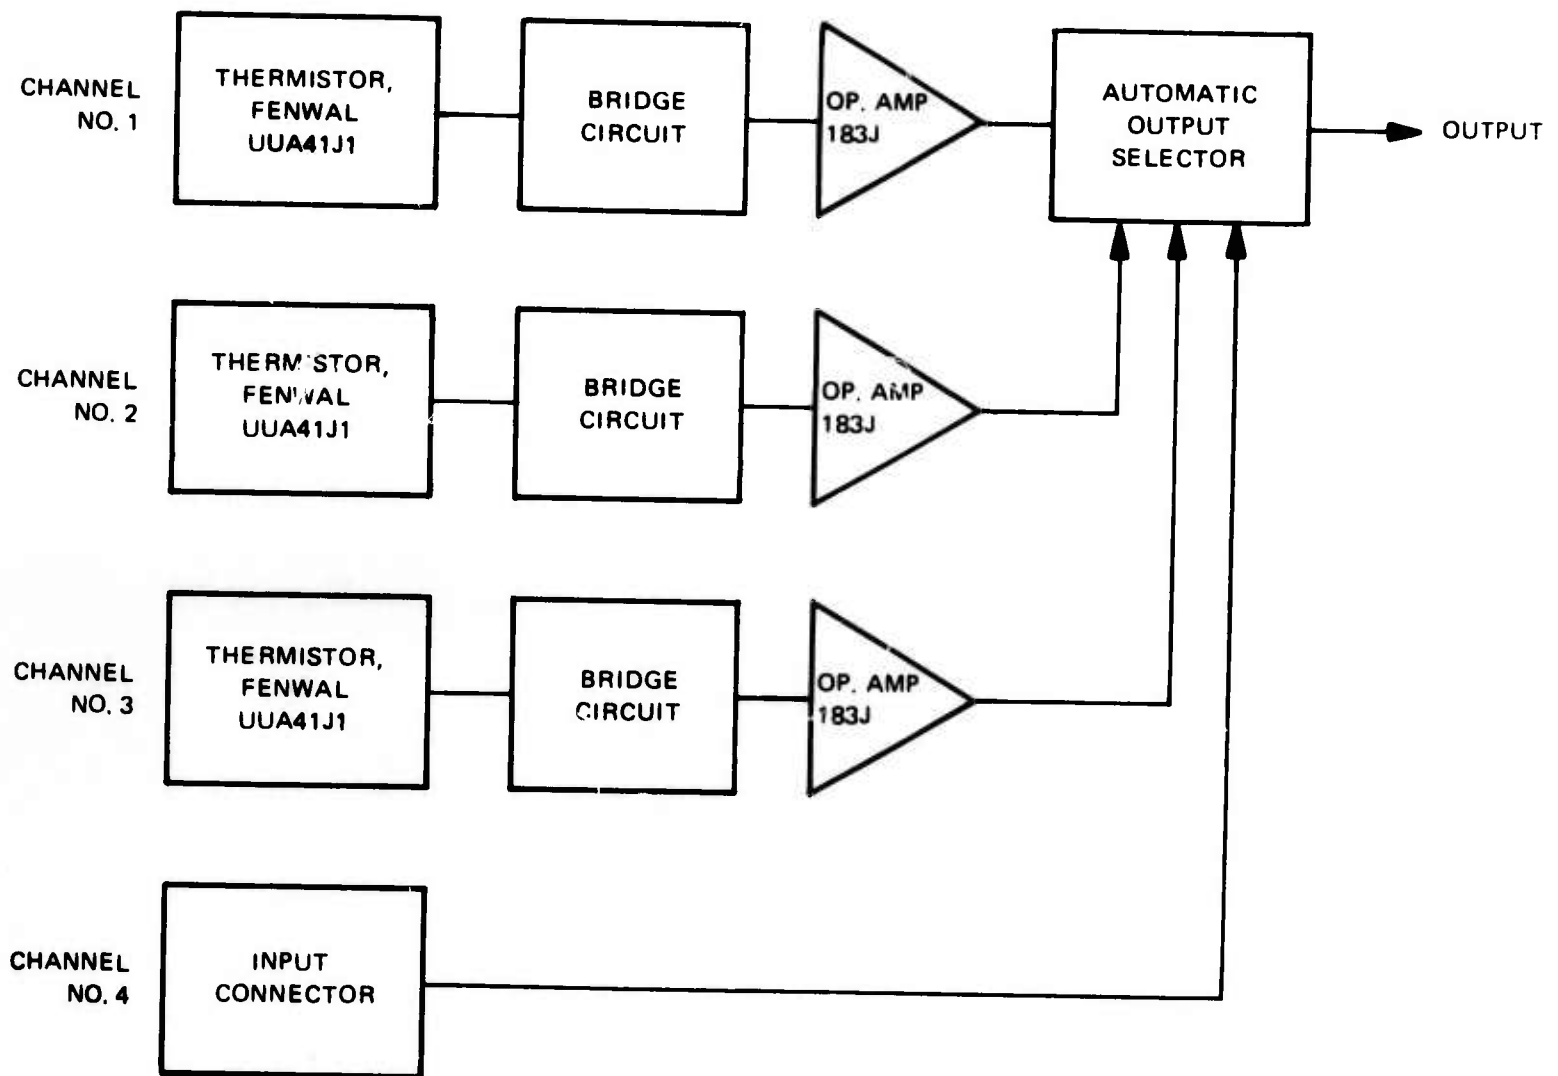 CHANNEL
NO. 1
THERMISTOR,
FENWAL
UUA41J1
BRIDGE
CIRCUIT
OP. AMP
183J
AUTOMATIC
OUTPUT
SELECTOR
OUTPUT
CHANNEL
NO. 2
THERMISTOR,
FENWAL
UUA41J1
BRIDGE
CIRCUIT
OP. AMP
183J
CHANNEL
NO. 3
THERMISTOR,
FENWAL
UUA41J1
BRIDGE
CIRCUIT
OP. AMP
183J
CHANNEL
NO. 4
INPUT
CONNECTOR